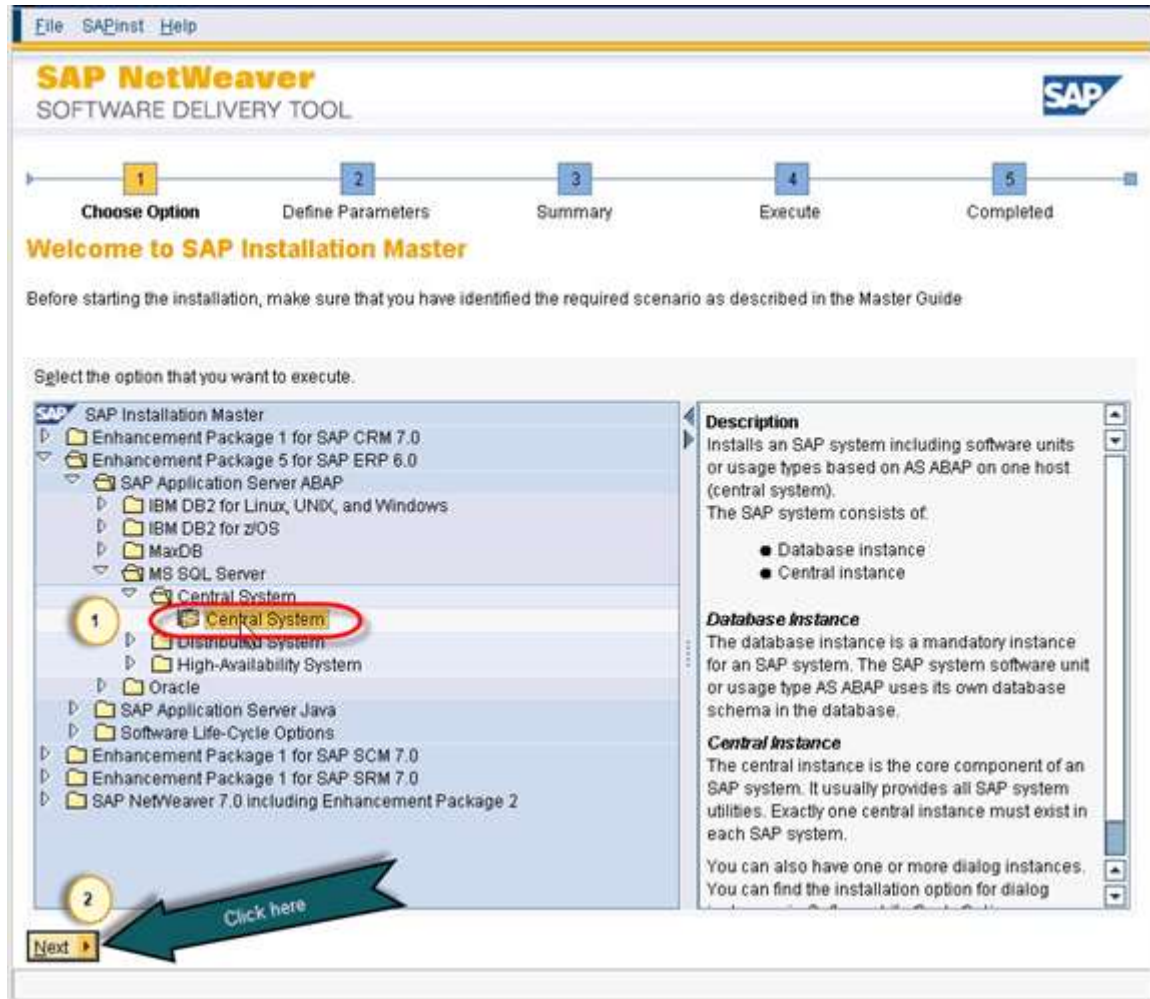 File SAPinst Help
SAP NetWeaver
SOFTWARE DELIVERY TOOL
SAP
1 2 3 4 5
Choose Option Define Parameters Summary Execute Completed
Welcome to SAP Installation Master
Before starting the installation, make sure that you have identified the required scenario as described in the Master Guide
Select the option that you want to execute.
SAP SAP Installation Master
Enhancement Package 1 for SAP CRM 7.0
Enhancement Package 5 for SAP ERP 6.0
SAP Application Server ABAP
IBM DB2 for Linux, UNIX, and Windows
IBM DB2 for z/OS
MaxDB
MS SQL Server
Central System
1 Central System
Distributed System
High-Availability System
Oracle
SAP Application Server Java
Software Life-Cycle Options
Enhancement Package 1 for SAP SCM 7.0
Enhancement Package 1 for SAP SRM 7.0
SAP NetWeaver 7.0 including Enhancement Package 2
Description
Installs an SAP system including software units
or usage types based on AS ABAP on one host
(central system).
The SAP system consists of:
● Database instance
● Central instance
Database Instance
The database instance is a mandatory instance
for an SAP system. The SAP system software unit
or usage type AS ABAP uses its own database
schema in the database.
Central Instance
The central instance is the core component of an
SAP system. It usually provides all SAP system
utilities. Exactly one central instance must exist in
each SAP system.
You can also have one or more dialog instances.
You can find the installation option for dialog
2
Click here
Next